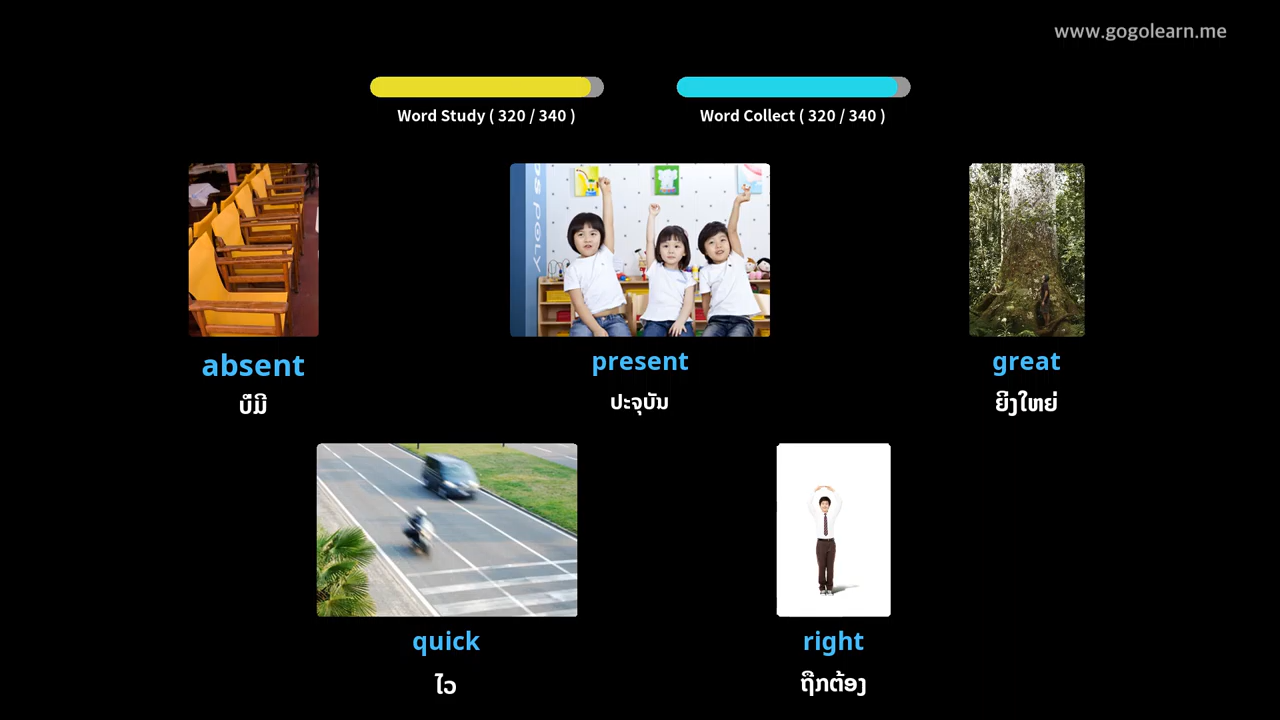 www.gogolearn.me
Word Study ( 320 / 340 )
Word Collect ( 320 / 340 )
absent
ບໍ່ມີ
present
ປະຈຸບັນ
great
ຍິງໃຫຍ່
quick
ໄວ
right
ຖືກຕ້ອງ